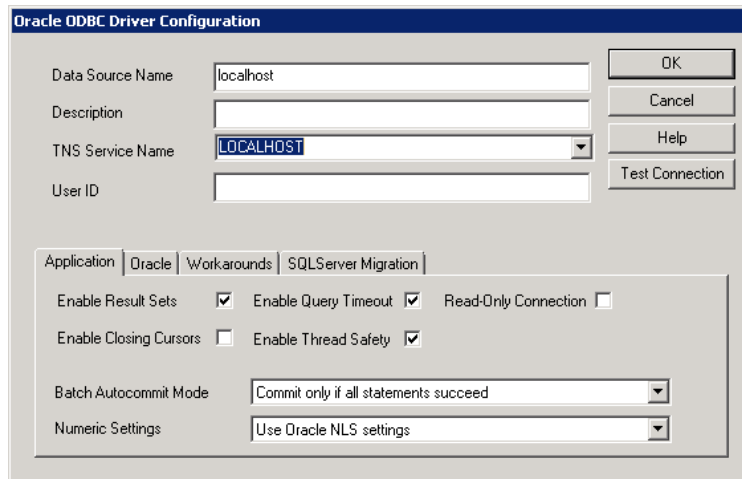 Oracle ODBC Driver Configuration
Data Source Name localhost OK
Description Cancel
TNS Service Name LOCALHOST Help
User ID Test Connection
Application Oracle Workarounds SQLServer Migration
Enable Result Sets Enable Query Timeout Read-Only Connection
Enable Closing Cursors Enable Thread Safety
Batch Autocommit Mode Commit only if all statements succeed
Numeric Settings Use Oracle NLS settings